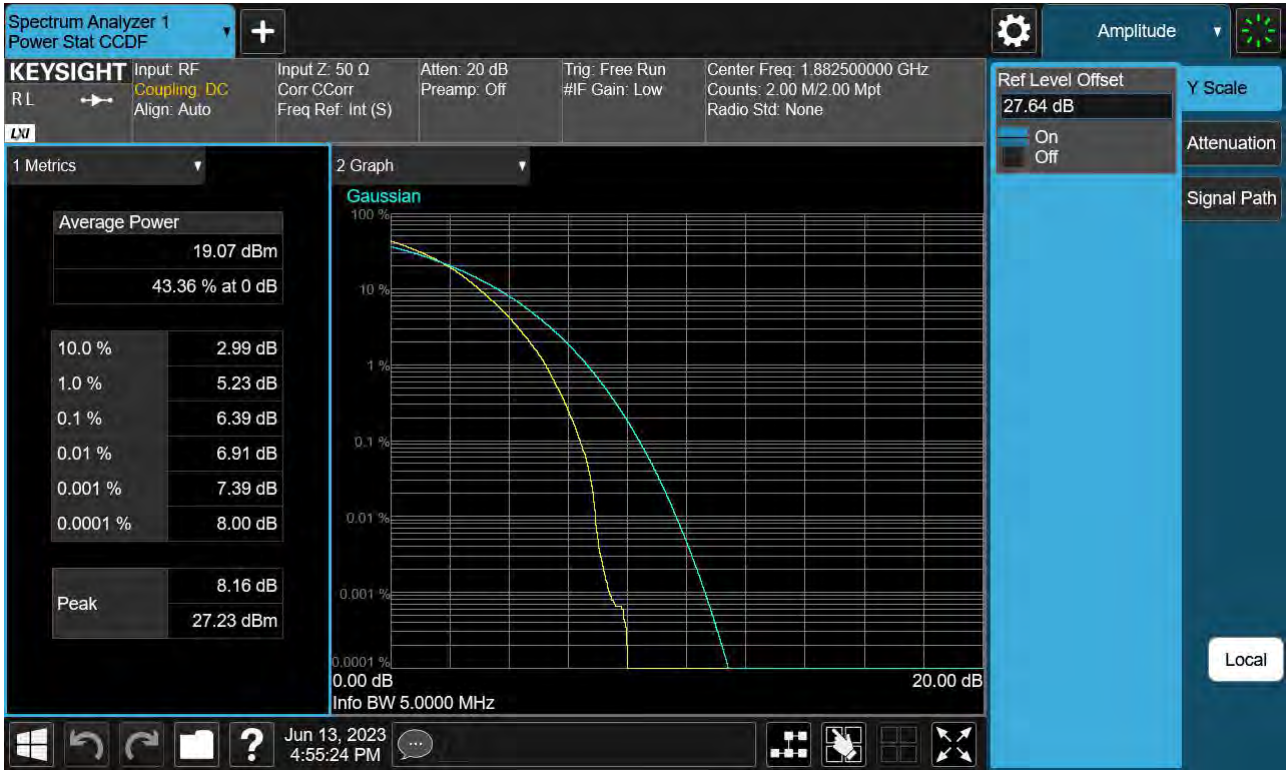 Spectrum Analyzer 1
Power Stat CCDF
+
Amplitude
KEYSIGHT
RL
LXI
Input: RF
Coupling: DC
Align: Auto
Input Z: 50 Ω
Corr CCorr
Freq Ref: Int (S)
Atten: 20 dB
Preamp: Off
Trig: Free Run
#IF Gain: Low
Center Freq: 1.882500000 GHz
Counts: 2.00 M/2.00 Mpt
Radio Std: None
Ref Level Offset
27.64 dB
On
Off
Y Scale
Attenuation
Signal Path
Local
1 Metrics
Average Power
19.07 dBm
43.36 % at 0 dB
10.0 % 2.99 dB
1.0 % 5.23 dB
0.1 % 6.39 dB
0.01 % 6.91 dB
0.001 % 7.39 dB
0.0001 % 8.00 dB
Peak 8.16 dB
27.23 dBm
2 Graph
Gaussian
100 %
10 %
1 %
0.1 %
0.01 %
0.001 %
0.0001 %
0.00 dB 20.00 dB
Info BW 5.0000 MHz
?
Jun 13, 2023
4:55:24 PM